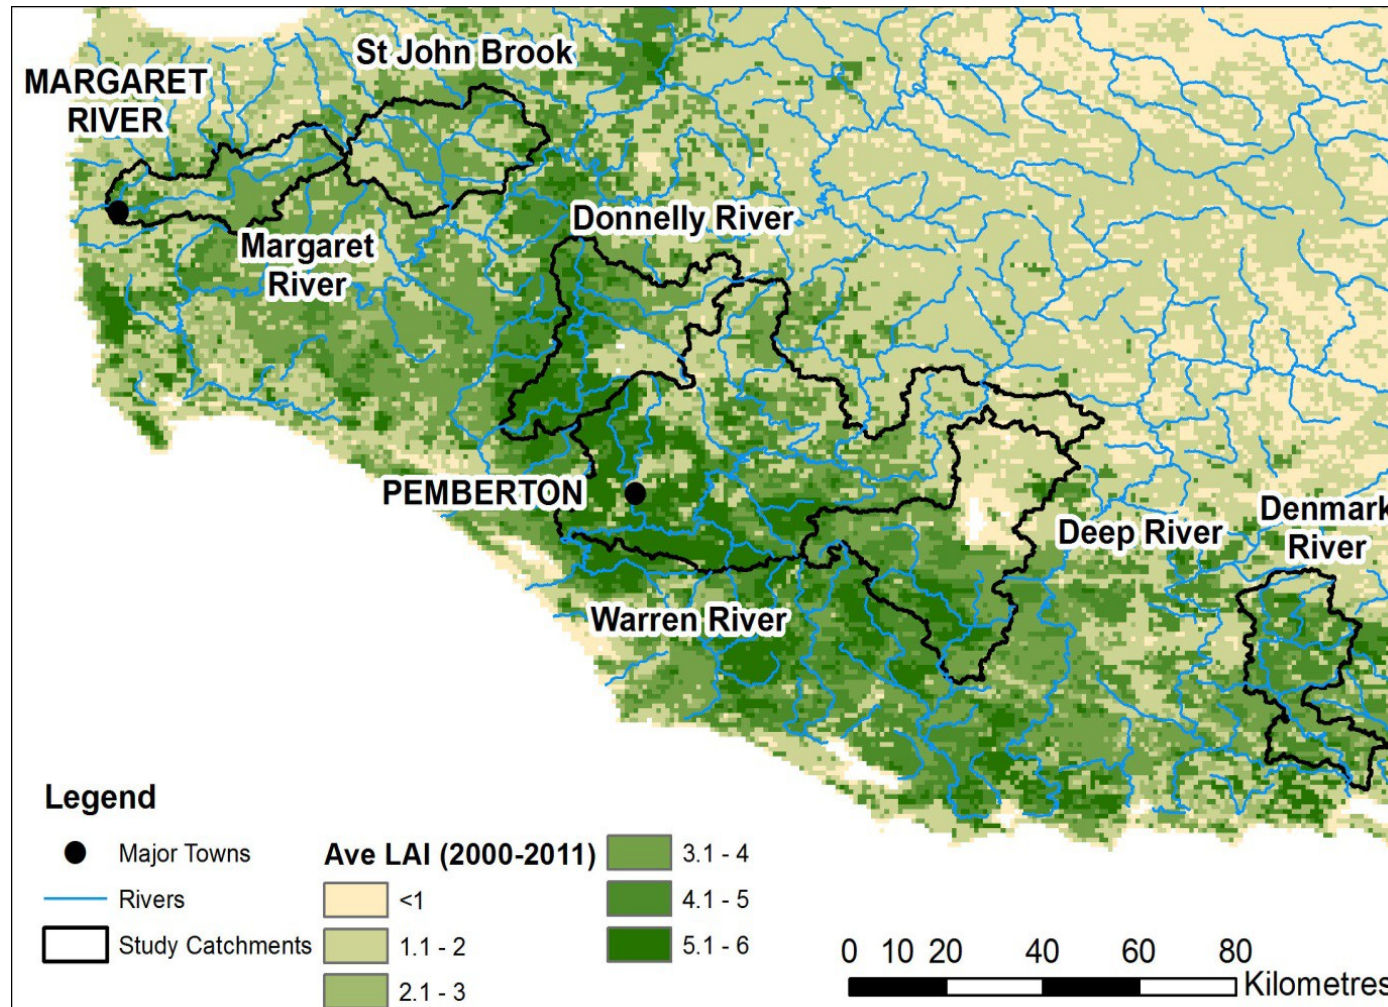 St John Brook
MARGARET
RIVER
Donnelly River
Margaret
River
PEMBERTON
Denmark
River
Deep River
Warren River
Legend
Major Towns
Rivers
Study Catchments
Ave LAI (2000-2011)
<1
1.1 - 2
2.1 - 3
3.1 - 4
4.1 - 5
5.1 - 6
0 10 20 40 60 80
Kilometres